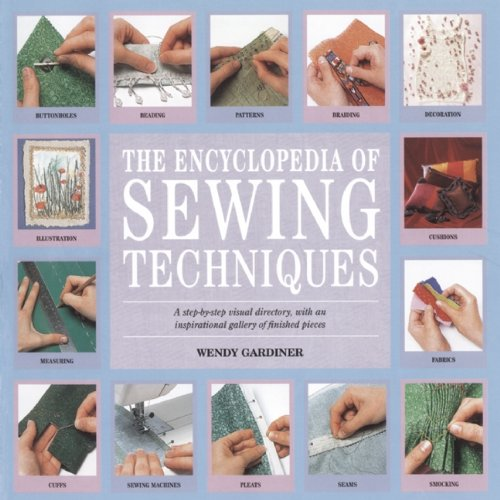 BUTTONHOLES
BEADING
PATTERNS
BRAIDING
DECORATION
THE ENCYCLOPEDIA OF
SEWING
TECHNIQUES
A step-by-step visual directory, with an
inspirational gallery of finished pieces
WENDY GARDINER
ILLUSTRATION
CUSHIONS
MEASURING
FABRICS
CUFFS
SEWING MACHINES
PLEATS
SEAMS
SMOCKING